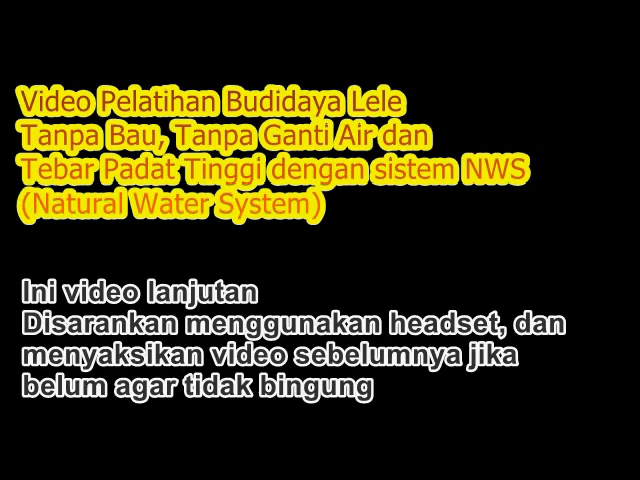 Video Pelatihan Budidaya Lele
Tanpa Bau, Tanpa Ganti Air dan
Tebar Padat Tinggi dengan sistem NWS
(Natural Water System)
Ini video lanjutan
Disarankan menggunakan headset, dan
menyaksikan video sebelumnya jika
belum agar tidak bingung